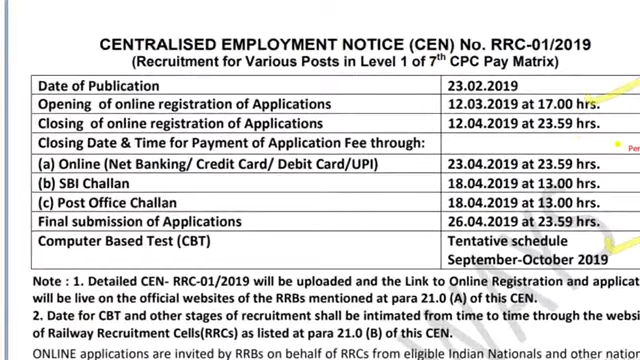 CENTRALISED EMPLOYMENT NOTICE (CEN) No. RRC-01/2019
(Recruitment for Various Posts in Level 1 of 7th CPC Pay Matrix)
Date of Publication 23.02.2019
Opening of online registration of Applications 12.03.2019 at 17.00 hrs.
Closing of online registration of Applications 12.04.2019 at 23.59 hrs.
Closing Date & Time for Payment of Application Fee through:
(a) Online (Net Banking/ Credit Card/ Debit Card/UPI) 23.04.2019 at 23.59 hrs.
(b) SBI Challan 18.04.2019 at 13.00 hrs.
(c) Post Office Challan 18.04.2019 at 13.00 hrs.
Final submission of Applications 26.04.2019 at 23.59 hrs.
Computer Based Test (CBT) Tentative schedule
September-October 2019
Note : 1. Detailed CEN- RRC-01/2019 will be uploaded and the Link to Online Registration and applicatio
will be live on the official websites of the RRBs mentioned at para 21.0 (A) of this CEN.
2. Date for CBT and other stages of recruitment shall be intimated from time to time through the websi
of Railway Recruitment Cells(RRCs) as listed at para 21.0 (B) of this CEN.
ONLINE applications are invited by RRBs on behalf of RRCs from eligible Indian Nationals and other nation